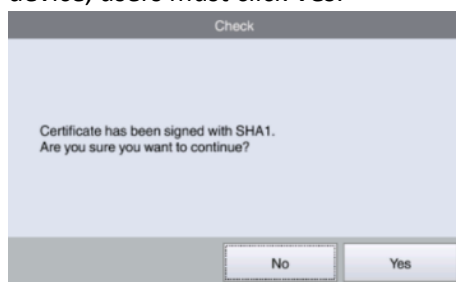 device, users must click Yes.
Check
Certificate has been signed with SHA1.
Are you sure you want to continue?
No
Yes